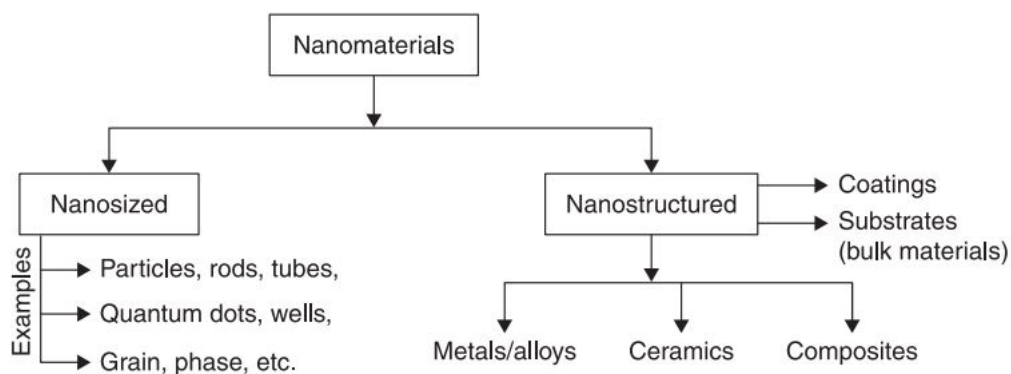 Nanomaterials
Nanosized
Nanostructured
Coatings
Substrates
(bulk materials)
Examples
Particles, rods, tubes,
Quantum dots, wells,
Grain, phase, etc.
Metals/alloys
Ceramics
Composites